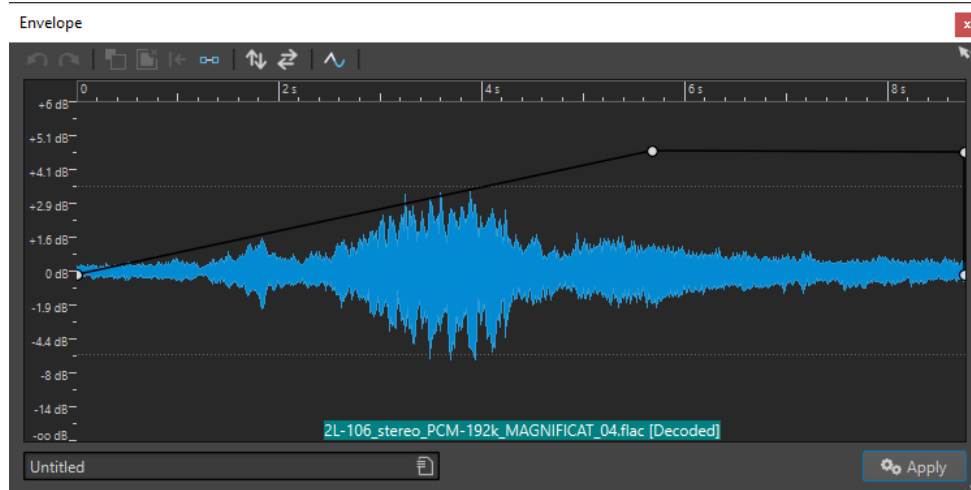 Envelope
x
0 2 s 4 s 6 s 8 s
+6 dB
+5.1 dB
+4.1 dB
+2.9 dB
+1.6 dB
0 dB
-1.9 dB
-4.4 dB
-8 dB
-14 dB
-oo dB
2L-106_stereo_PCM-192k_MAGNIFICAT_04.flac [Decoded]
Untitled
Apply